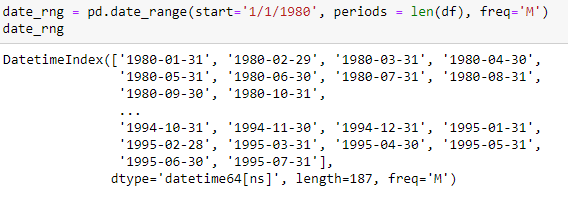 date_rng = pd.date_range(start='1/1/1980', periods = len(df), freq='M')
date_rng
DatetimeIndex(['1980-01-31', '1980-02-29', '1980-03-31', '1980-04-30',
'1980-05-31', '1980-06-30', '1980-07-31', '1980-08-31',
'1980-09-30', '1980-10-31',
...
'1994-10-31', '1994-11-30', '1994-12-31', '1995-01-31',
'1995-02-28', '1995-03-31', '1995-04-30', '1995-05-31',
'1995-06-30', '1995-07-31'],
dtype='datetime64[ns]', length=187, freq='M')